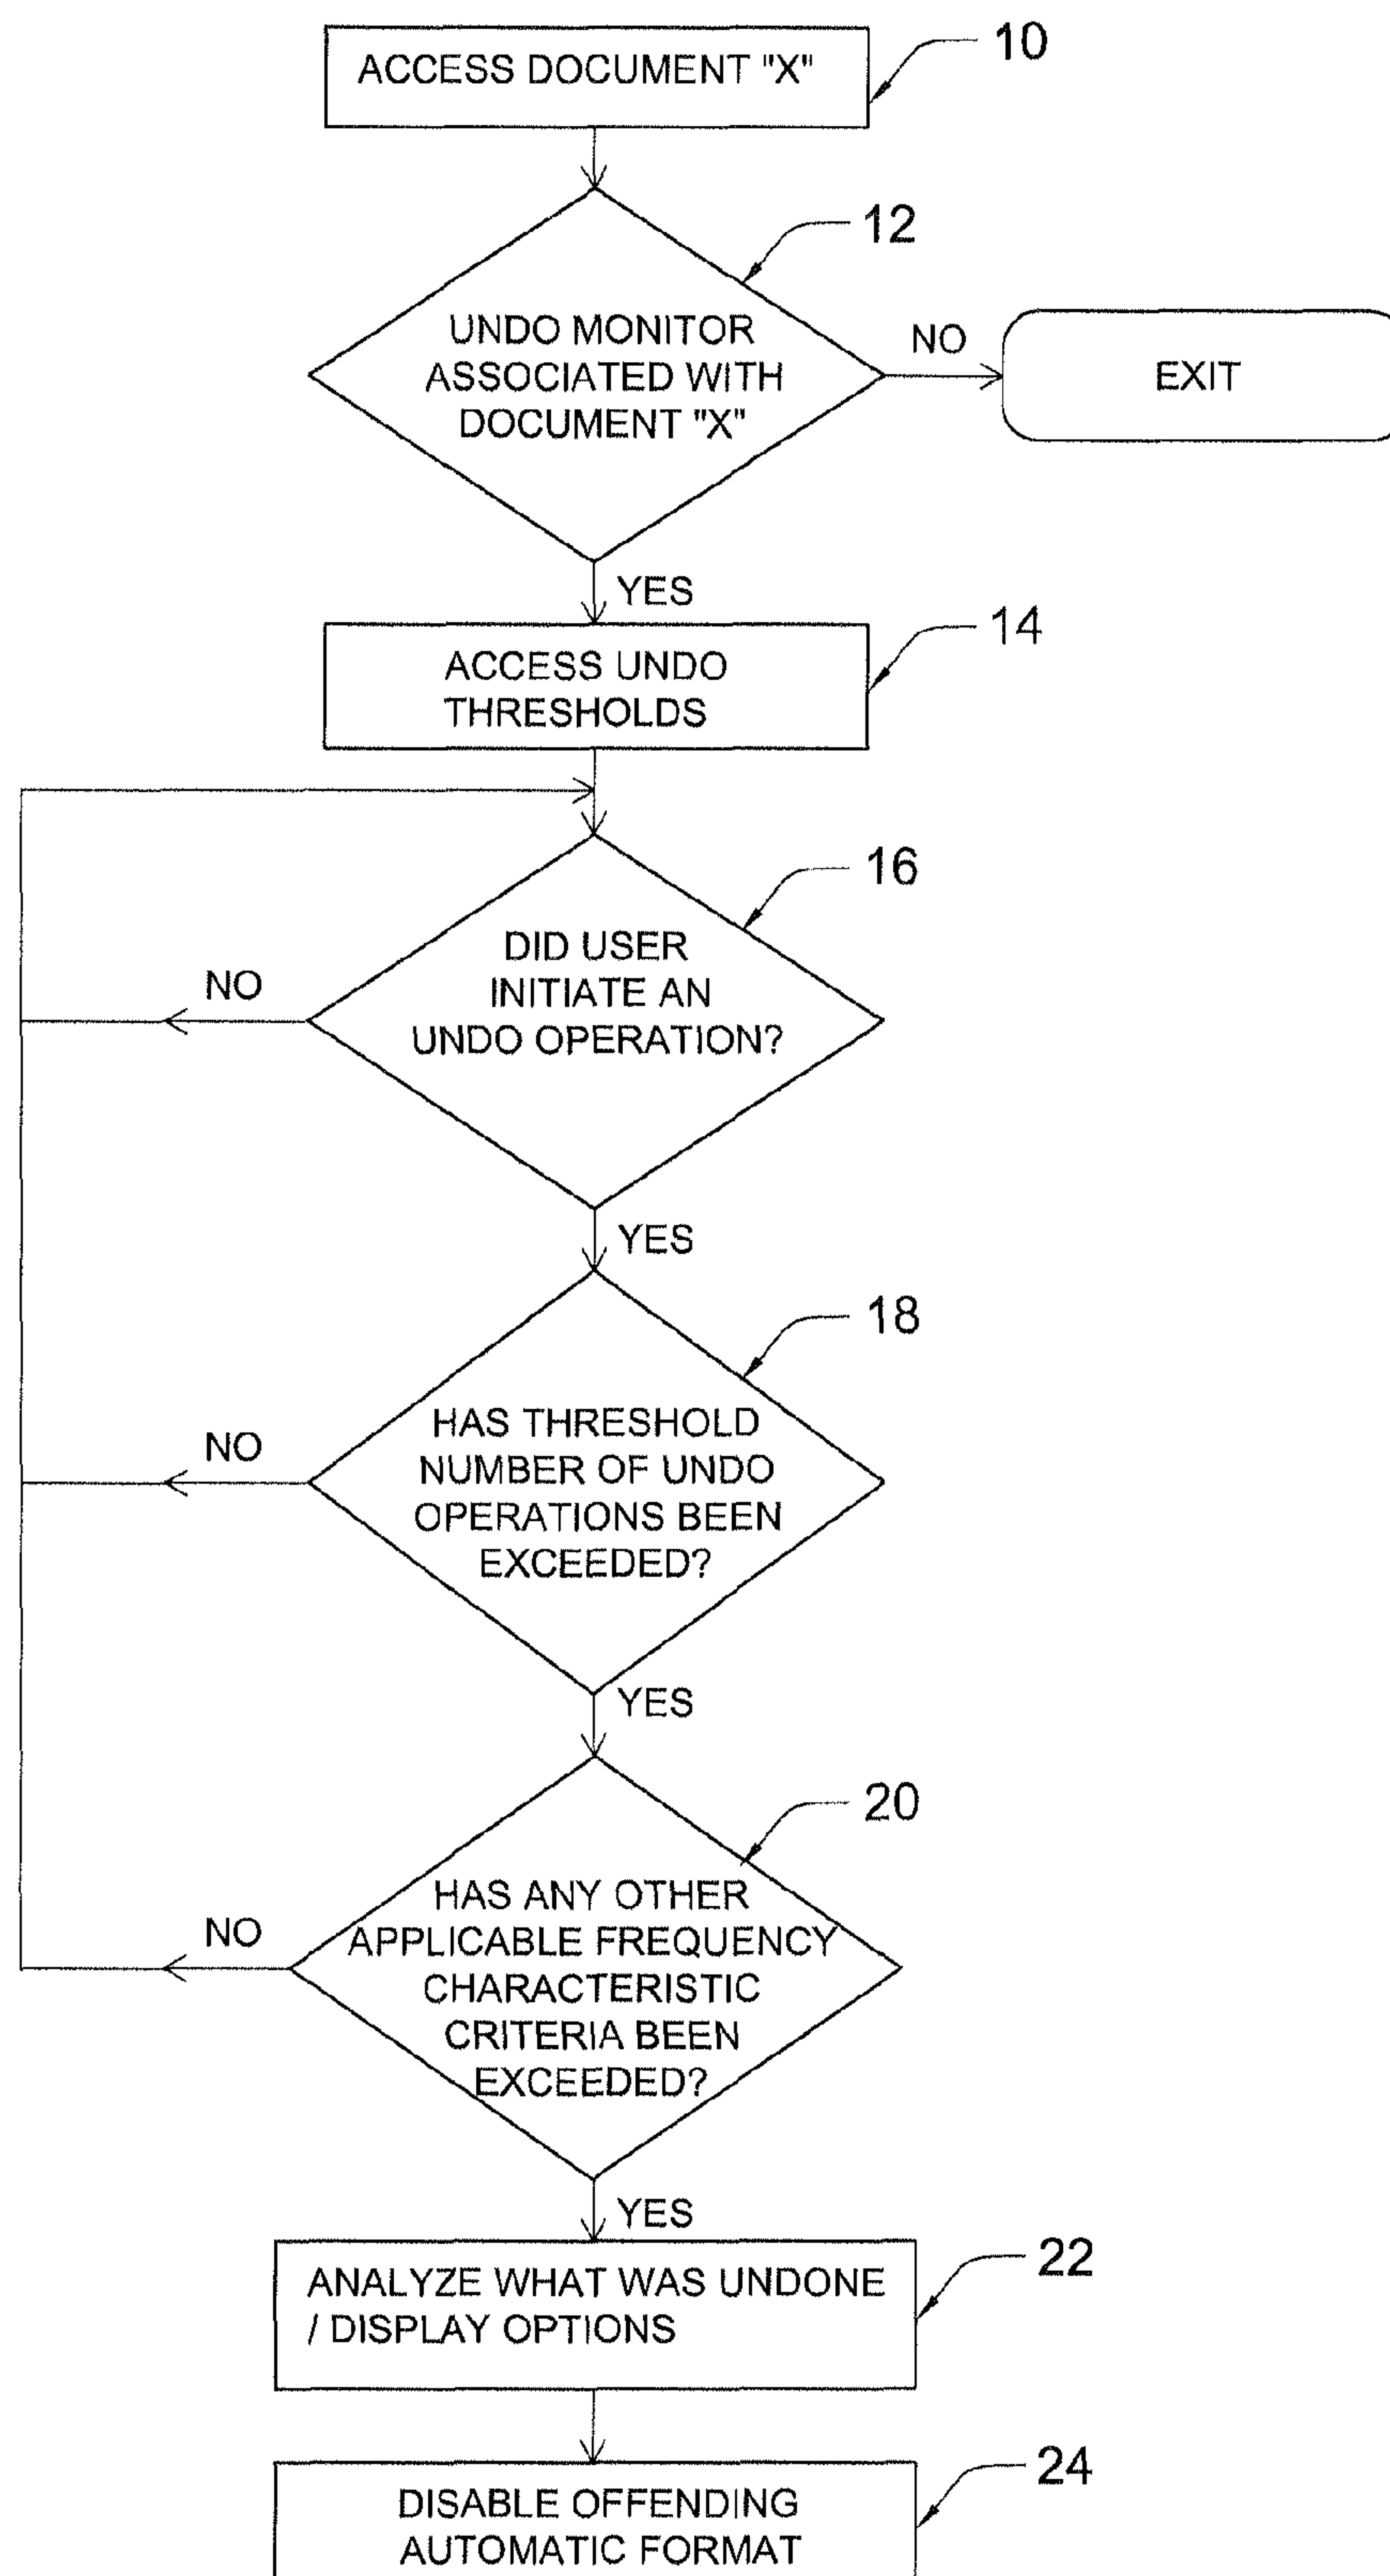 ACCESS DOCUMENT "X"
10
12
UNDO MONITOR
ASSOCIATED WITH
DOCUMENT "X"
NO
EXIT
YES
14
ACCESS UNDO
THRESHOLDS
16
DID USER
INITIATE AN
UNDO OPERATION?
NO
YES
18
HAS THRESHOLD
NUMBER OF UNDO
OPERATIONS BEEN
EXCEEDED?
NO
YES
20
HAS ANY OTHER
APPLICABLE FREQUENCY
CHARACTERISTIC
CRITERIA BEEN
EXCEEDED?
NO
YES
22
ANALYZE WHAT WAS UNDONE
/ DISPLAY OPTIONS
24
DISABLE OFFENDING
AUTOMATIC FORMAT